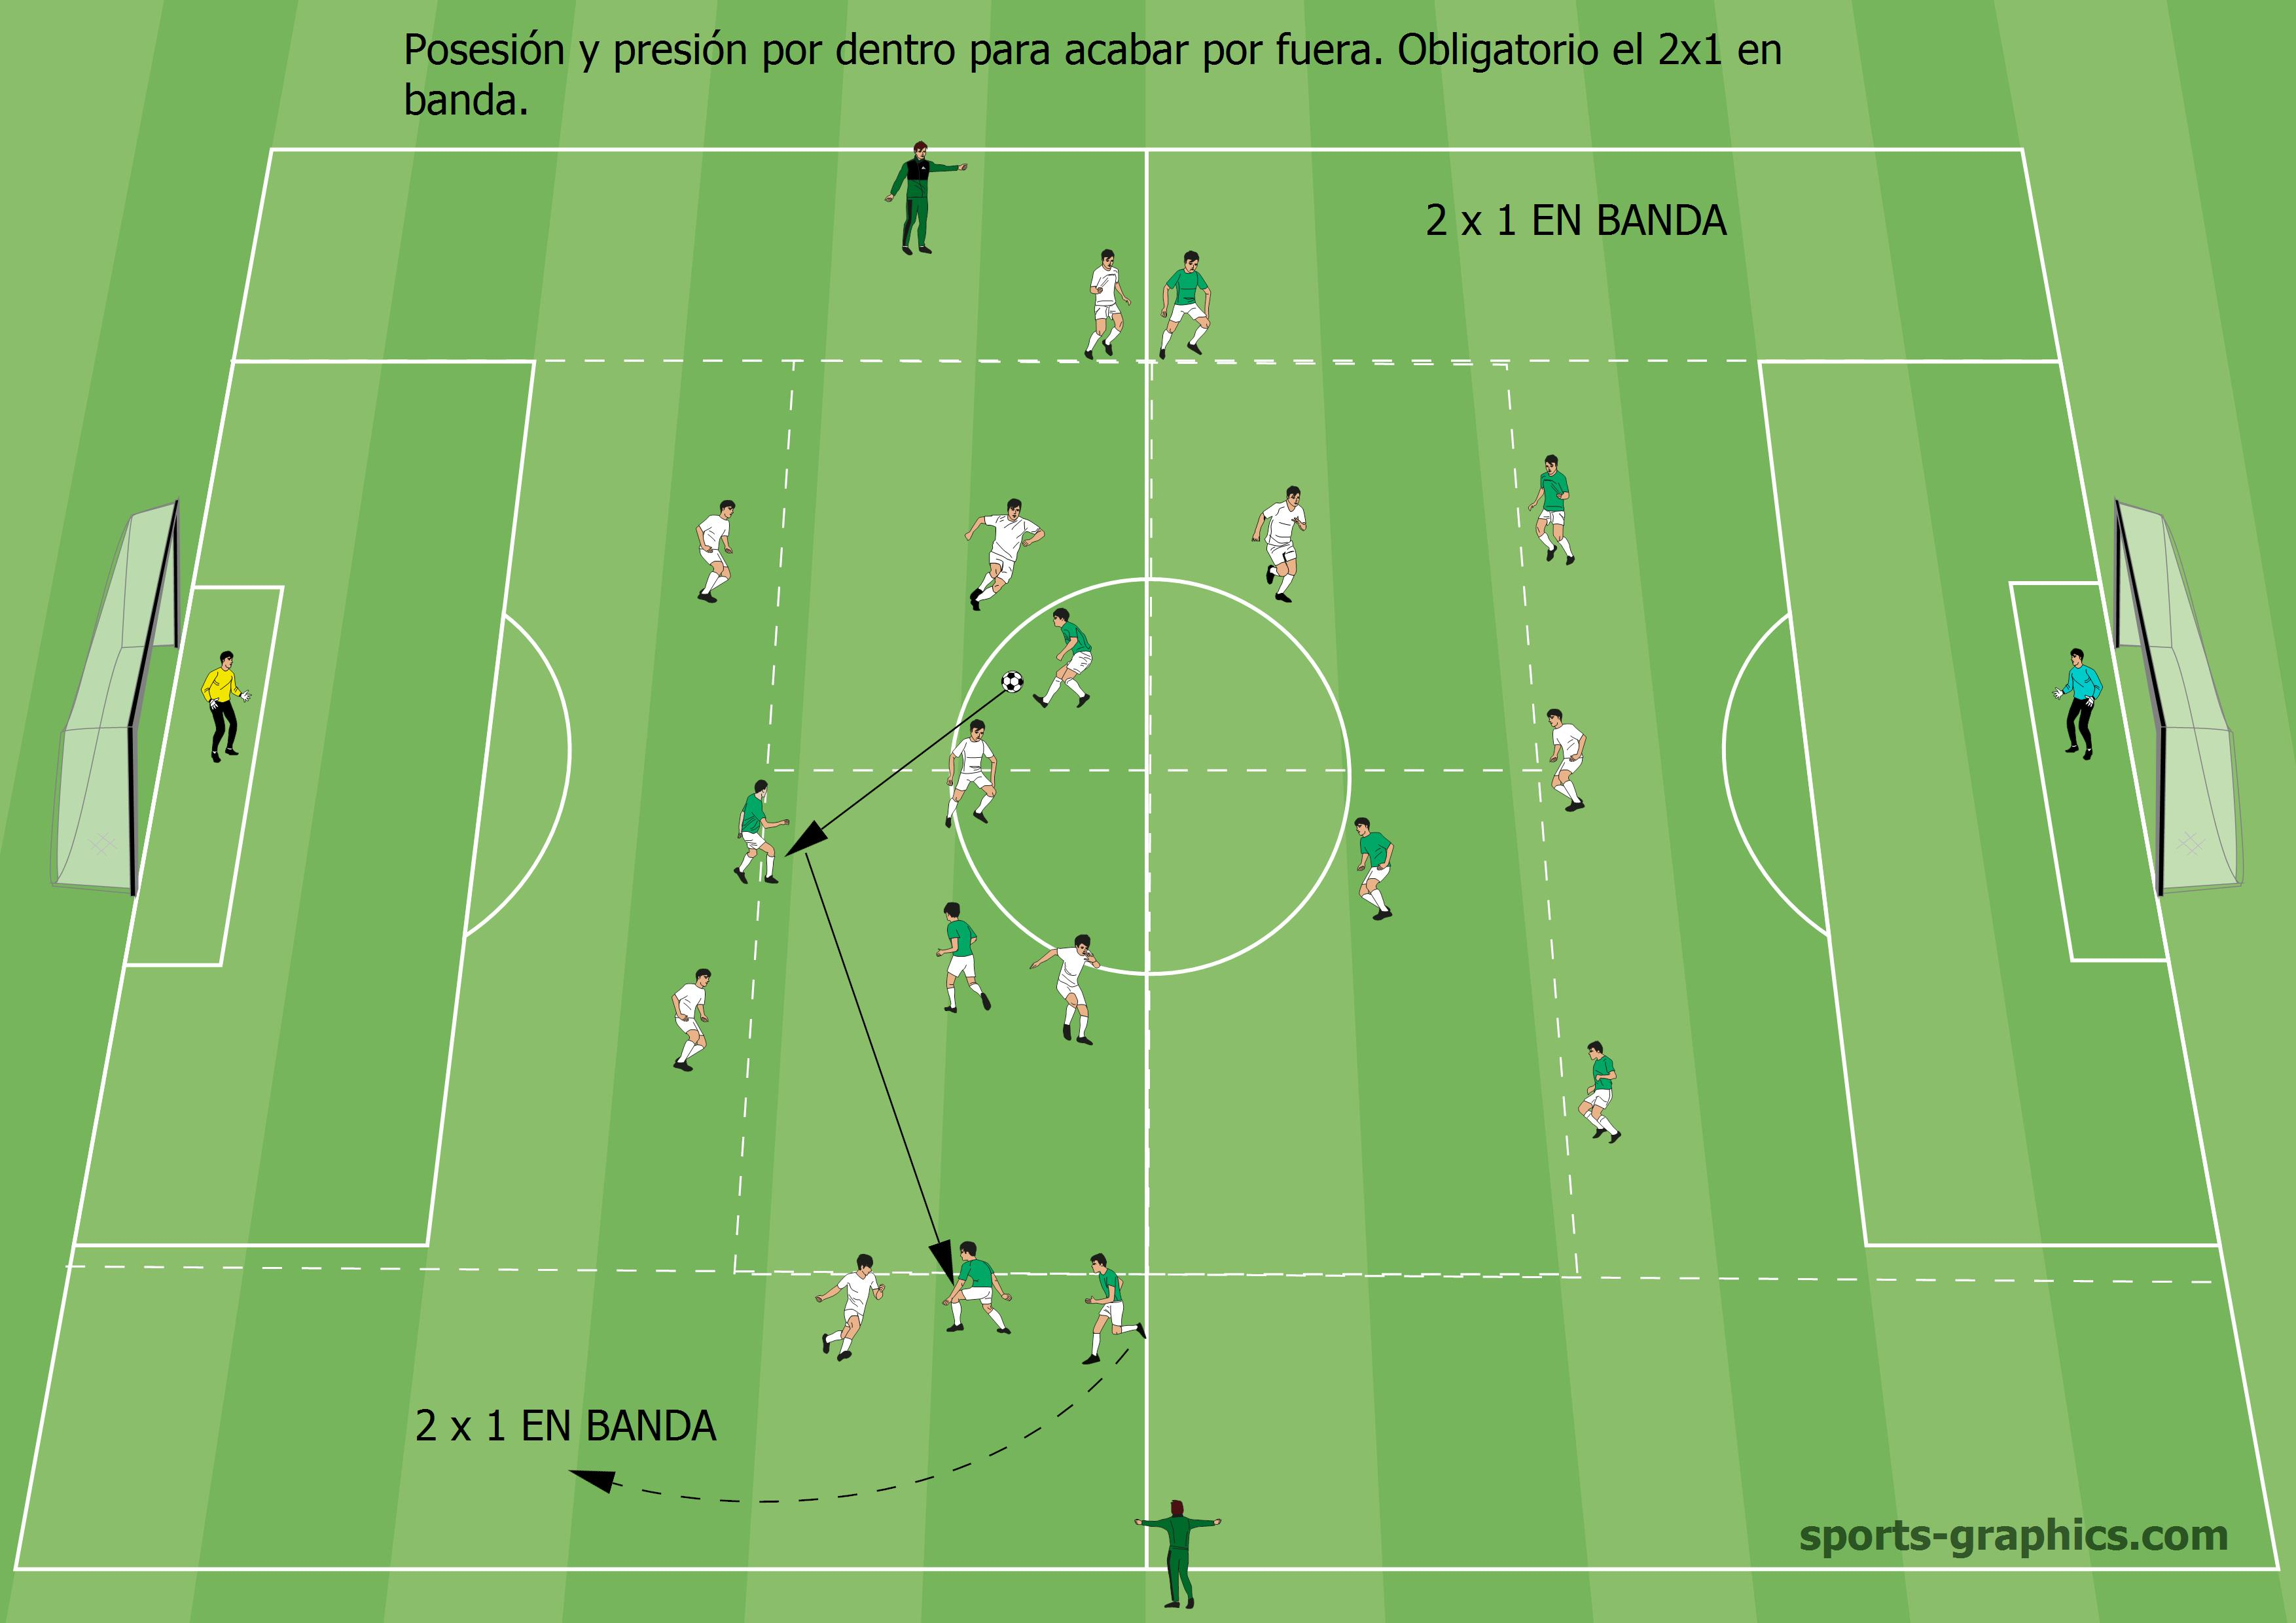 Posesión y presión por dentro para acabar por fuera. Obligatorio el 2x1 en
banda.
2 x 1 EN BANDA
2 x 1 EN BANDA
sports-graphics.com